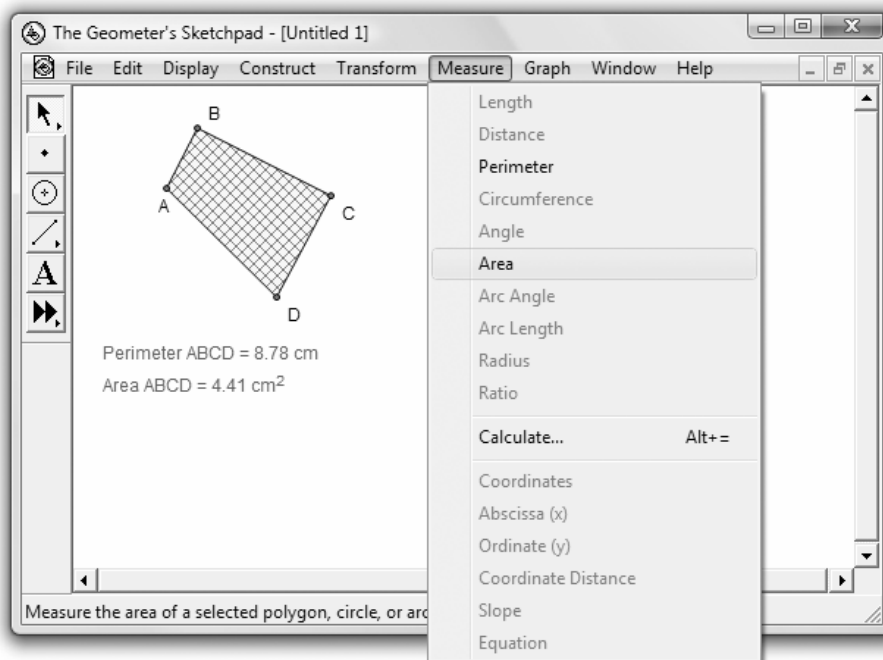 The Geometer's Sketchpad - [Untitled 1]
File Edit Display Construct Transform Measure Graph Window Help
B
A
C
D
Perimeter ABCD = 8.78 cm
Area ABCD = 4.41 cm²
A
Length
Distance
Perimeter
Circumference
Angle
Area
Arc Angle
Arc Length
Radius
Ratio
Calculate... Alt+=
Coordinates
Abscissa (x)
Ordinate (y)
Coordinate Distance
Slope
Equation
Measure the area of a selected polygon, circle, or arc